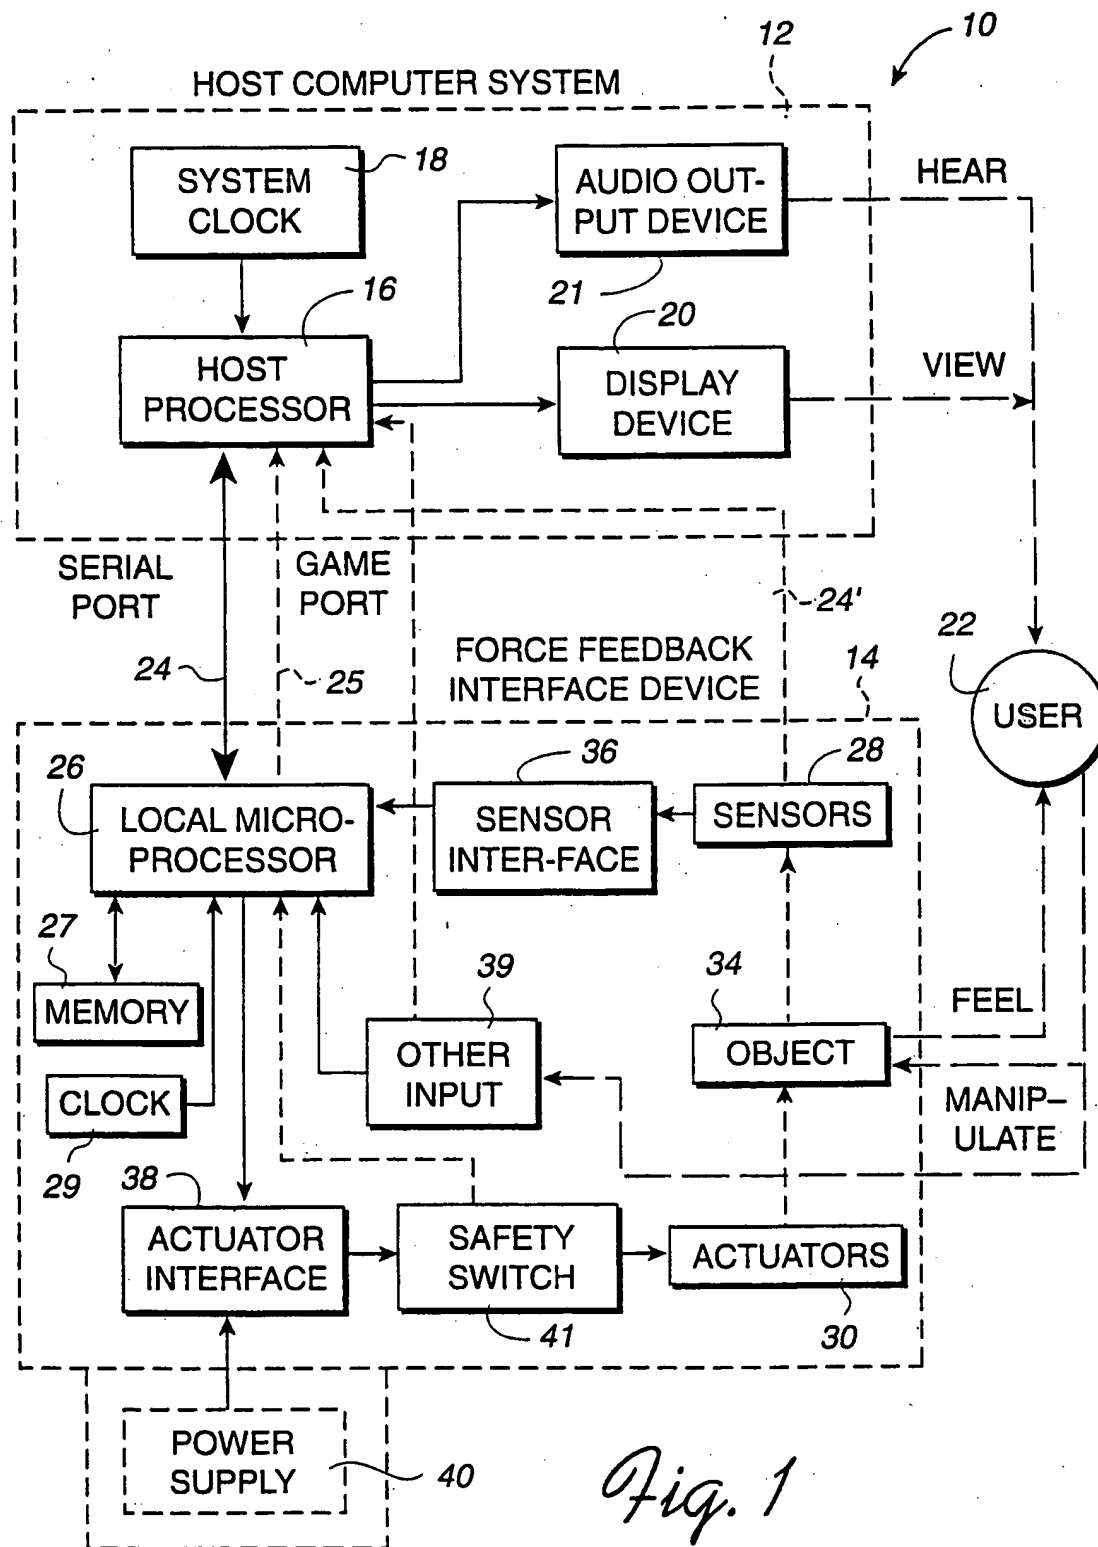 10
12
HOST COMPUTER SYSTEM
SYSTEM
CLOCK
18
AUDIO OUT-
PUT DEVICE
21
HEAR
16
HOST
PROCESSOR
20
DISPLAY
DEVICE
VIEW
SERIAL
PORT
GAME
PORT
24
25
24'
FORCE FEEDBACK
INTERFACE DEVICE
14
22
USER
26
LOCAL MICRO-
PROCESSOR
36
SENSOR
INTER-FACE
28
SENSORS
27
MEMORY
CLOCK
29
39
OTHER
INPUT
34
OBJECT
FEEL
MANIP-
ULATE
38
ACTUATOR
INTERFACE
SAFETY
SWITCH
41
ACTUATORS
30
POWER
SUPPLY
40
Fig. 1